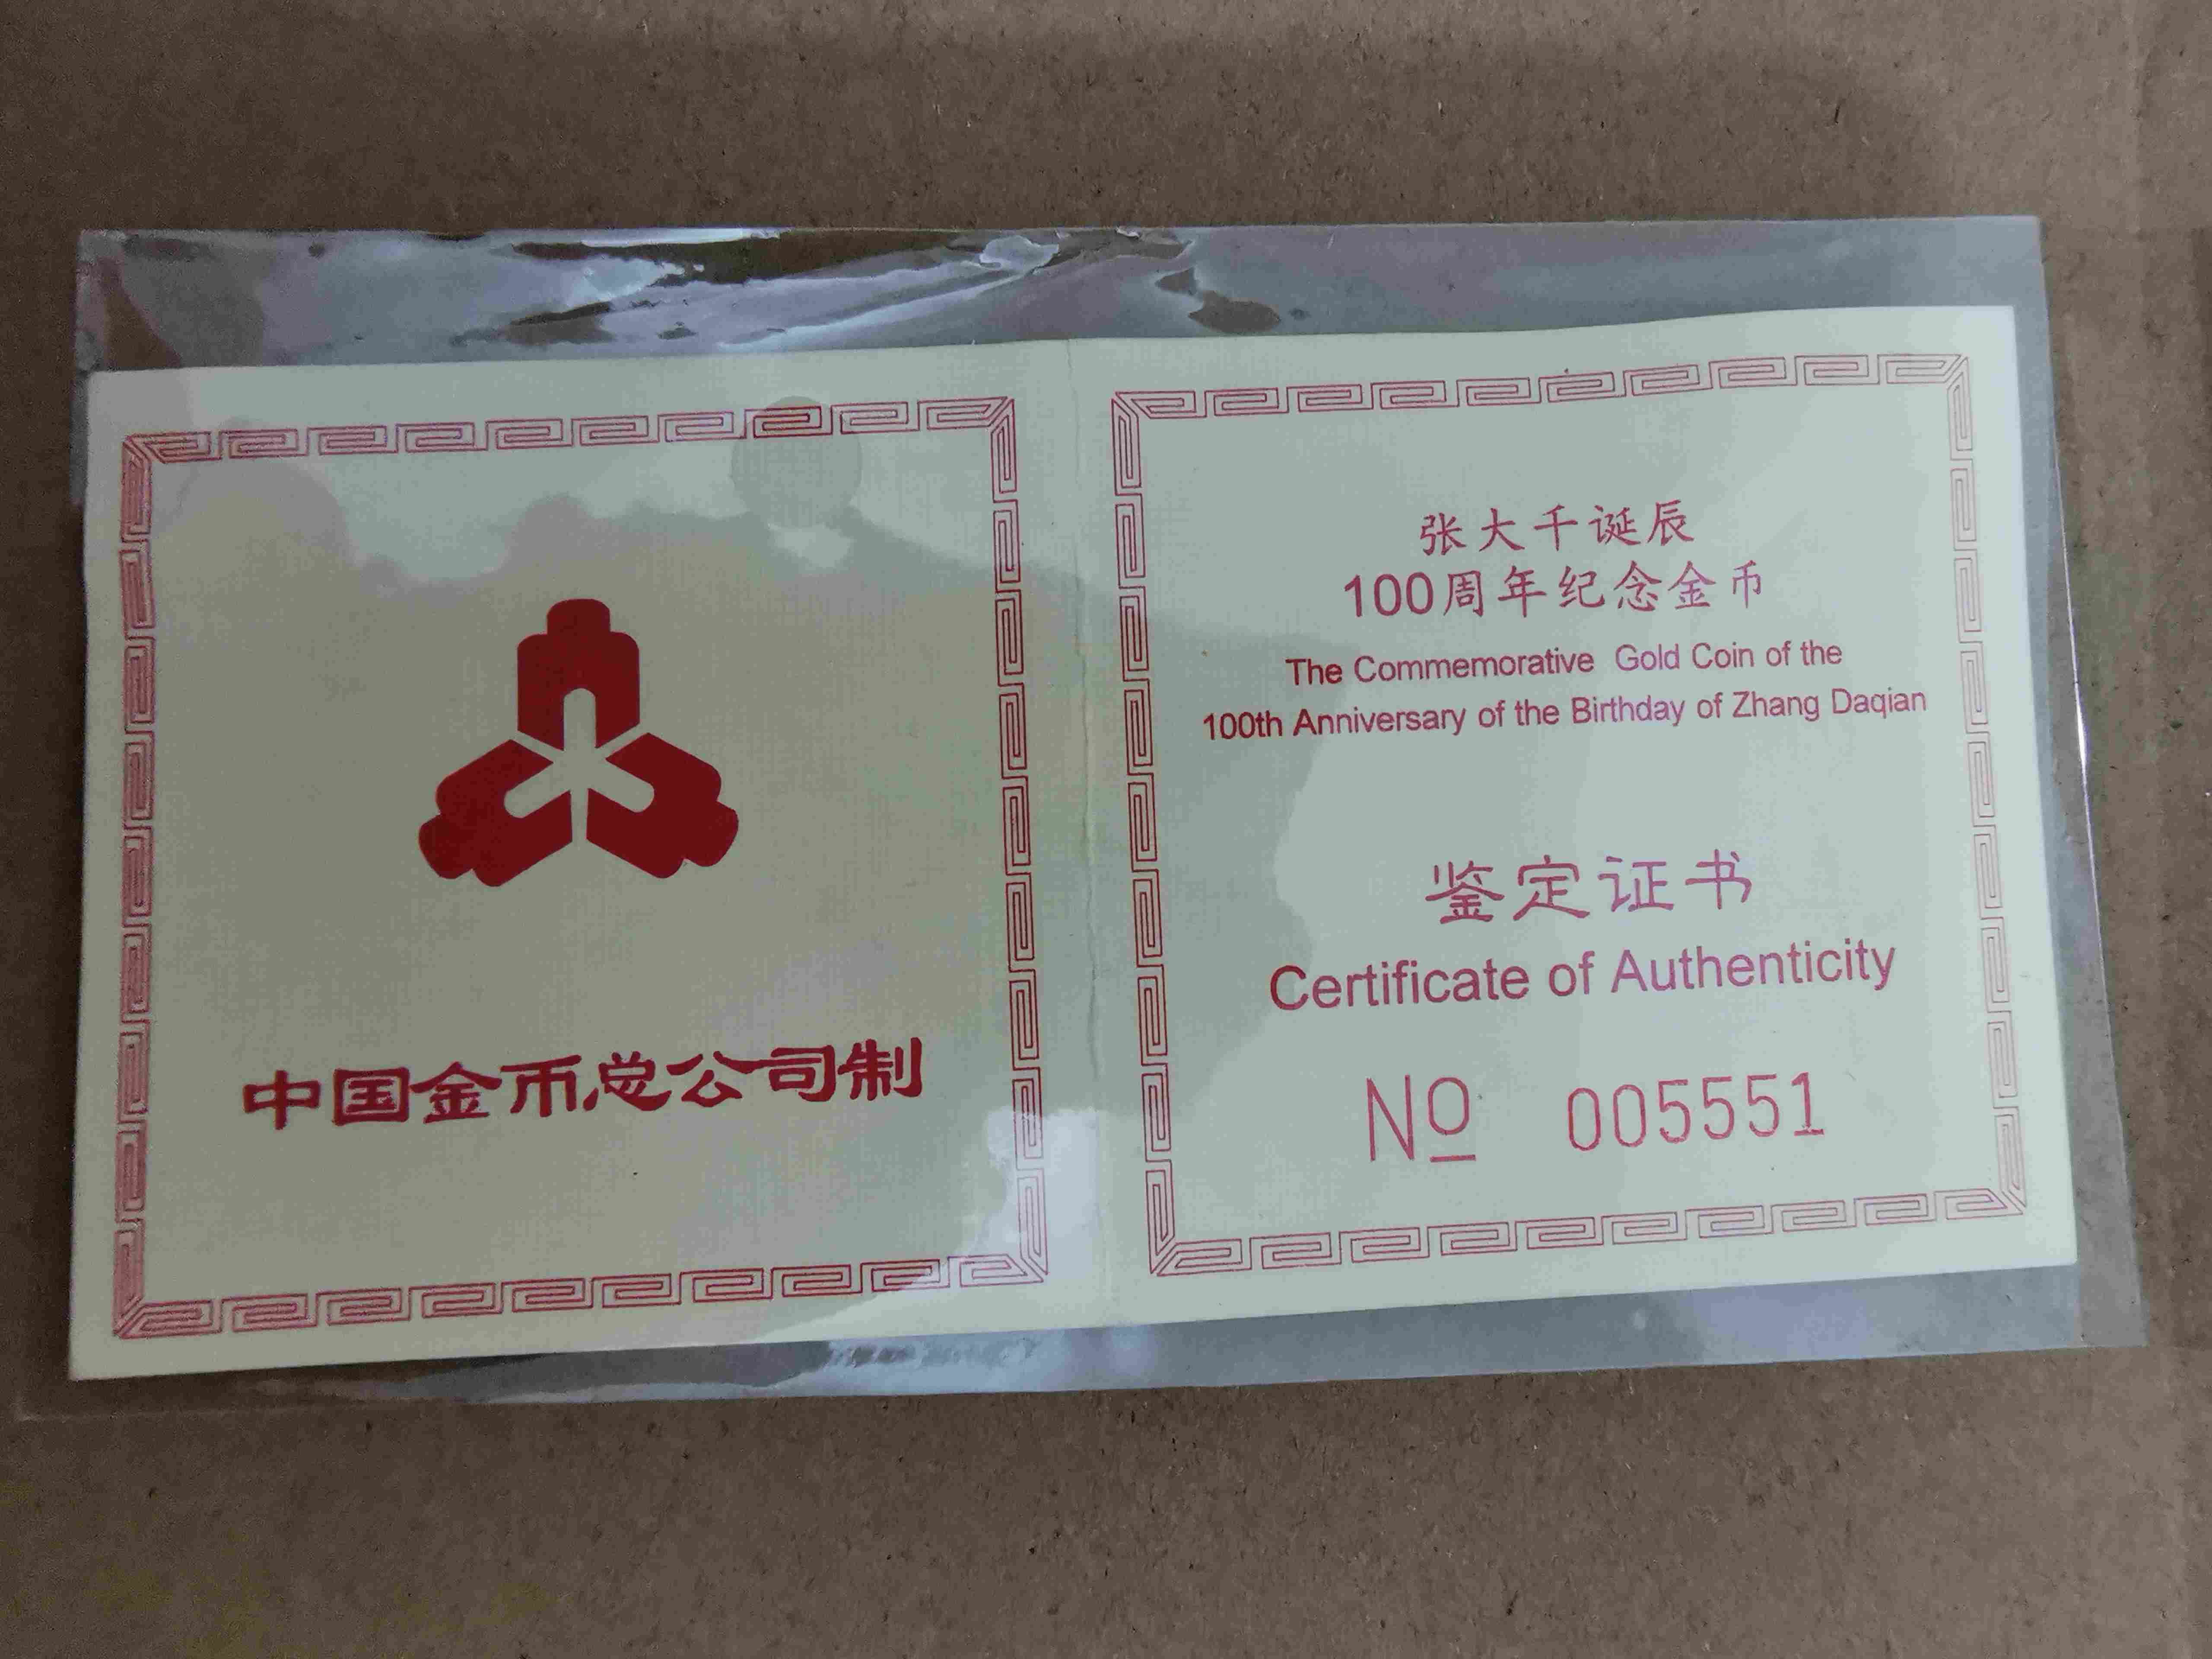 中国金币总公司制
张大千诞辰
100周年纪念金币
The Commemorative Gold Coin of the
100th Anniversary of the Birthday of Zhang Daqian
鉴定证书
Certificate of Authenticity
No 005551